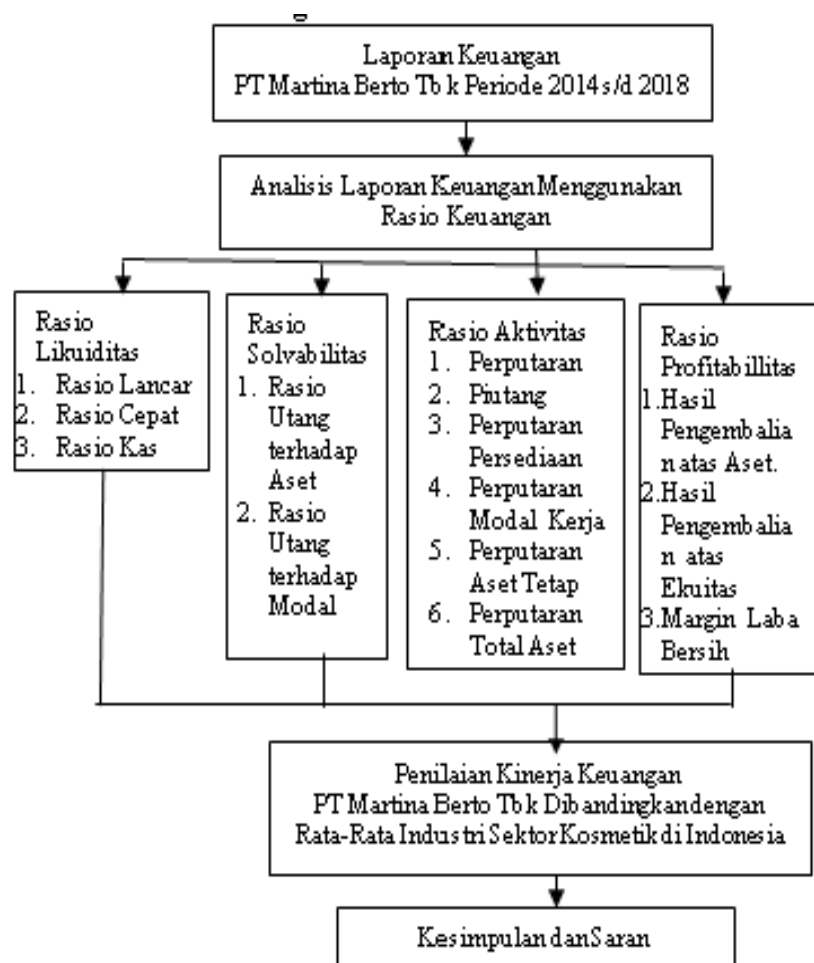 Laporan Keuangan
PT Martina Berto Tbk Periode 2014 s/d 2018
Analisis Laporan Keuangan Menggunakan
Rasio Keuangan
Rasio
Likuiditas
1. Rasio Lancar
2. Rasio Cepat
3. Rasio Kas
Rasio
Solvabilitas
1. Rasio
Utang
terhadap
Aset
2. Rasio
Utang
terhadap
Modal
Rasio Aktivitas
1. Perputaran
2. Piutang
3. Perputaran
Persediaan
4. Perputaran
Modal Kerja
5. Perputaran
Aset Tetap
6. Perputaran
Total Aset
Rasio
Profitabillitas
1.Hasil
Pengembalia
n atas Aset.
2.Hasil
Pengembalia
n atas
Ekuitas
3.Margin Laba
Bersih
Penilaian Kinerja Keuangan
PT Martina Berto Tbk Dibandingkan dengan
Rata-Rata Industri Sektor Kosmetik di Indonesia
Kesimpulan dan Saran